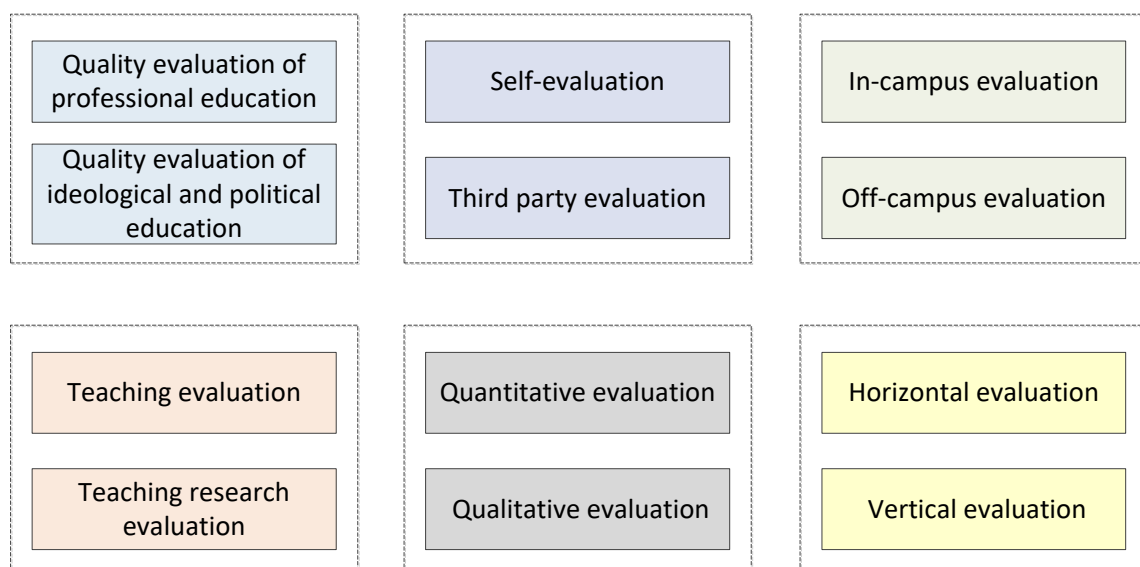 Quality evaluation of
professional education
Quality evaluation of
ideological and political
education
Self-evaluation
Third party evaluation
In-campus evaluation
Off-campus evaluation
Teaching evaluation
Teaching research
evaluation
Quantitative evaluation
Qualitative evaluation
Horizontal evaluation
Vertical evaluation